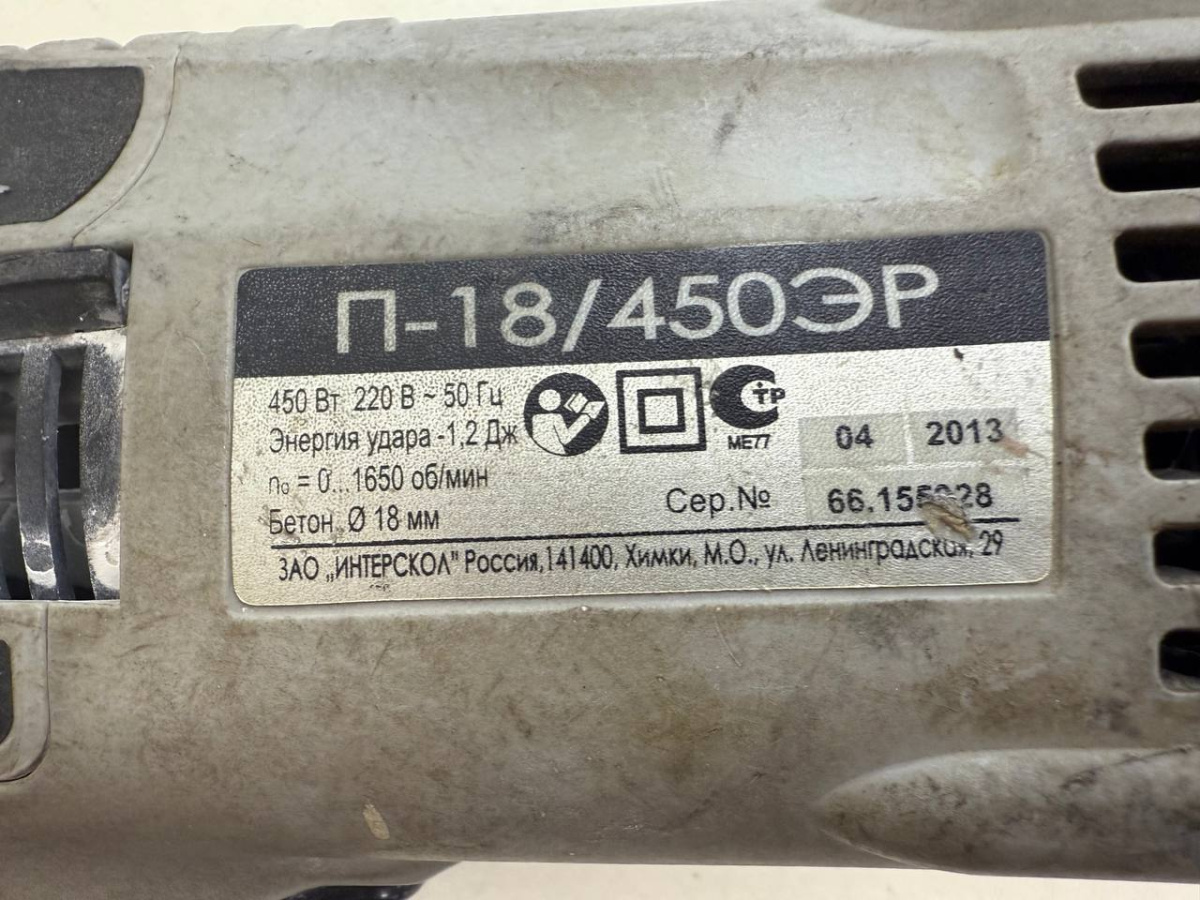 П-18/450ЭР
450 Вт 220 В ~ 50 Гц
Энергия удара -1,2 Дж
n₀ = 0...1650 об/мин
Бетон Ø 18 мм
ТР
МЕ77
04 2013
Сер.№
ЗАО „ИНТЕРСКОЛ" Россия,141400, Химки, М.О., ул. Ленинградская, 29